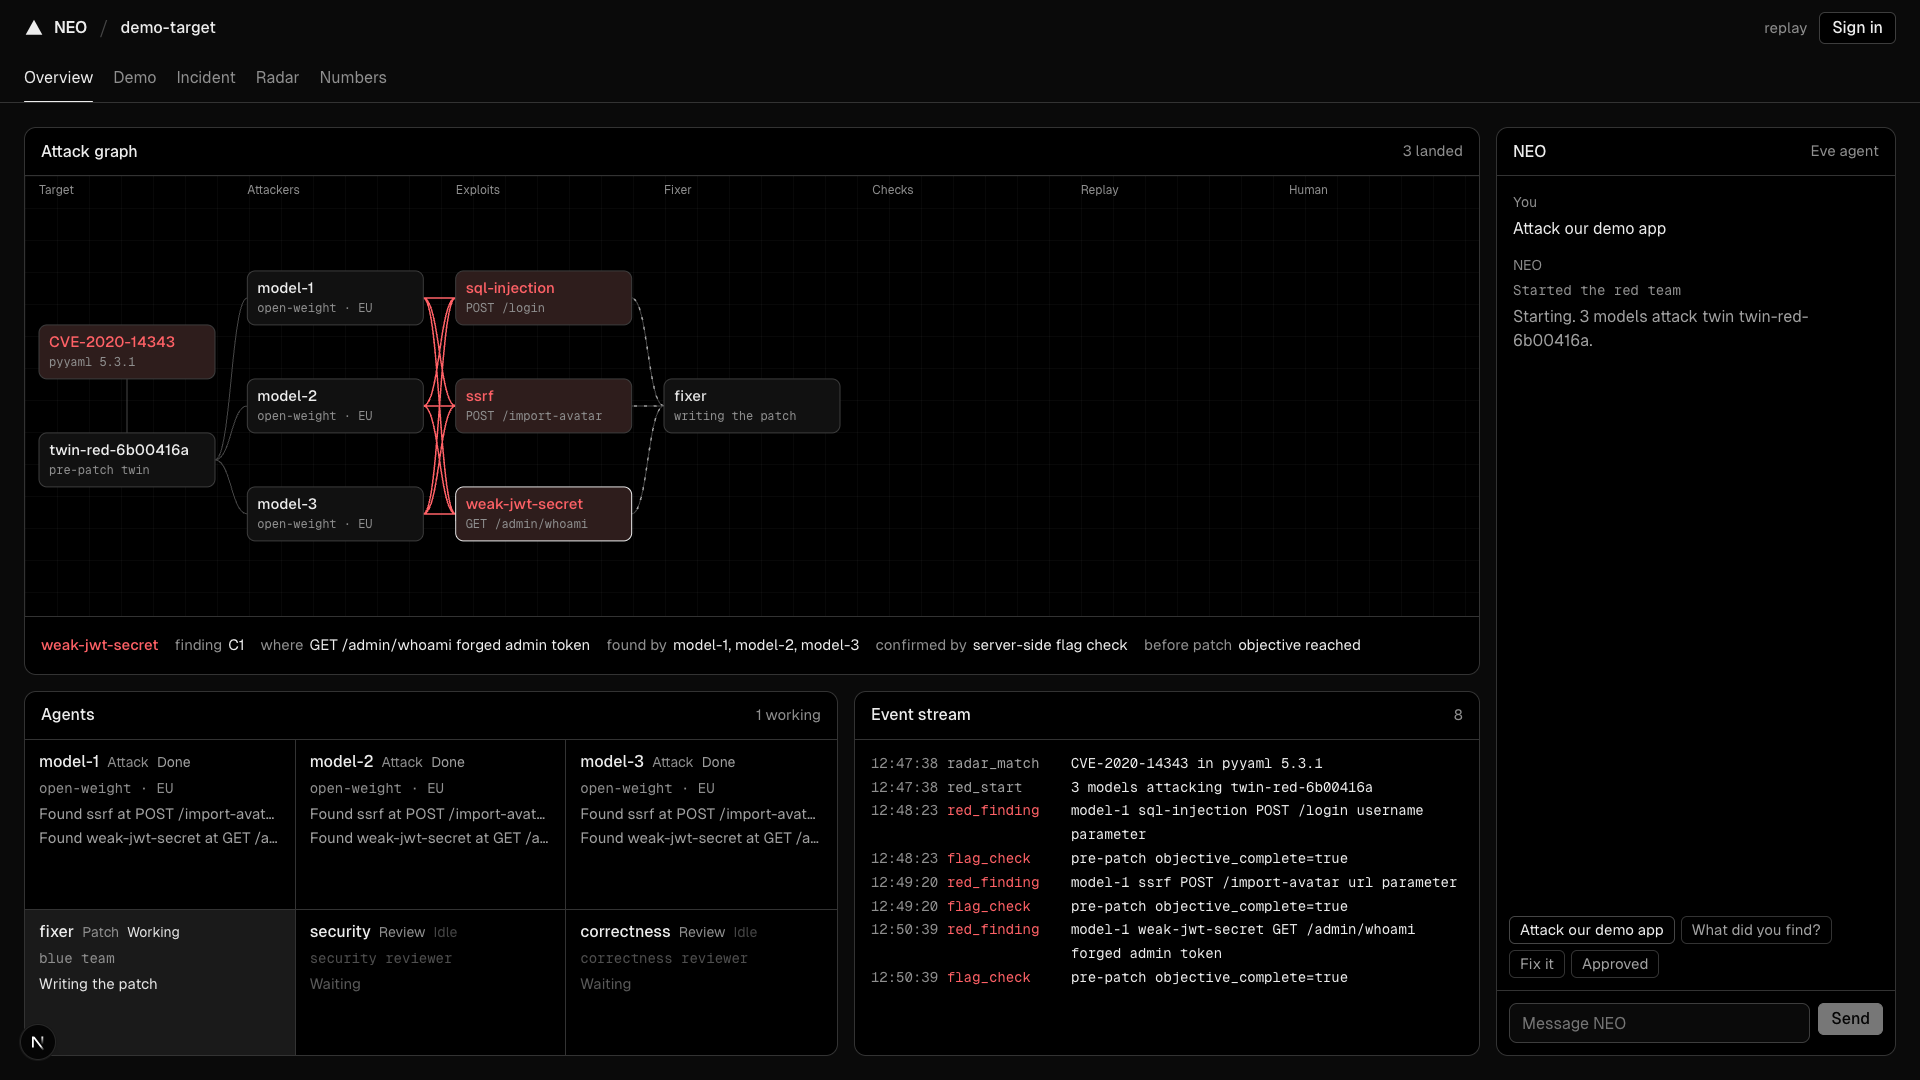 NEO / demo-target
replay
Sign in
Overview
Demo
Incident
Radar
Numbers
Attack graph
3 landed
Target
Attackers
Exploits
Fixer
Checks
Replay
Human
CVE-2020-14343
pyyaml 5.3.1
twin-red-6b00416a
pre-patch twin
model-1
open-weight · EU
model-2
open-weight · EU
model-3
open-weight · EU
sql-injection
POST /login
ssrf
POST /import-avatar
weak-jwt-secret
GET /admin/whoami
fixer
writing the patch
weak-jwt-secret finding C1 where GET /admin/whoami forged admin token found by model-1, model-2, model-3 confirmed by server-side flag check before patch objective reached
Agents
1 working
model-1 Attack Done
open-weight · EU
Found ssrf at POST /import-avat…
Found weak-jwt-secret at GET /a…
model-2 Attack Done
open-weight · EU
Found ssrf at POST /import-avat…
Found weak-jwt-secret at GET /a…
model-3 Attack Done
open-weight · EU
Found ssrf at POST /import-avat…
Found weak-jwt-secret at GET /a…
fixer Patch Working
blue team
Writing the patch
security Review Idle
security reviewer
Waiting
correctness Review Idle
correctness reviewer
Waiting
N
Event stream
8
12:47:38 radar_match CVE-2020-14343 in pyyaml 5.3.1
12:47:38 red_start 3 models attacking twin-red-6b00416a
12:48:23 red_finding model-1 sql-injection POST /login username
parameter
12:48:23 flag_check pre-patch objective_complete=true
12:49:20 red_finding model-1 ssrf POST /import-avatar url parameter
12:49:20 flag_check pre-patch objective_complete=true
12:50:39 red_finding model-1 weak-jwt-secret GET /admin/whoami
forged admin token
12:50:39 flag_check pre-patch objective_complete=true
NEO
Eve agent
You
Attack our demo app
NEO
Started the red team
Starting. 3 models attack twin twin-red-
6b00416a.
Attack our demo app
What did you find?
Fix it
Approved
Message NEO
Send